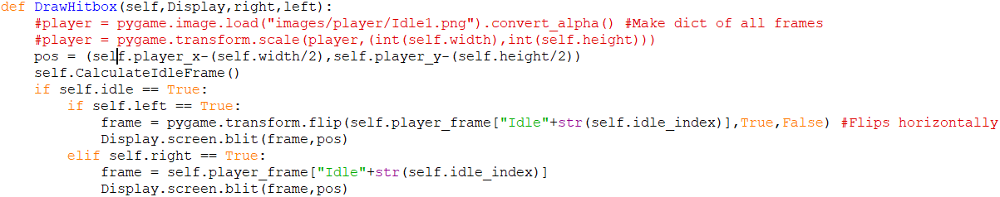 def DrawHitbox(self,Display,right,left):
    #player = pygame.image.load("images/player/Idle1.png").convert_alpha() #Make dict of all frames
    #player = pygame.transform.scale(player,(int(self.width),int(self.height)))
    pos = (self.player_x-(self.width/2),self.player_y-(self.height/2))
    self.CalculateIdleFrame()
    if self.idle == True:
        if self.left == True:
            frame = pygame.transform.flip(self.player_frame["Idle"+str(self.idle_index)],True,False) #Flips horizontally
            Display.screen.blit(frame,pos)
        elif self.right == True:
            frame = self.player_frame["Idle"+str(self.idle_index)]
            Display.screen.blit(frame,pos)